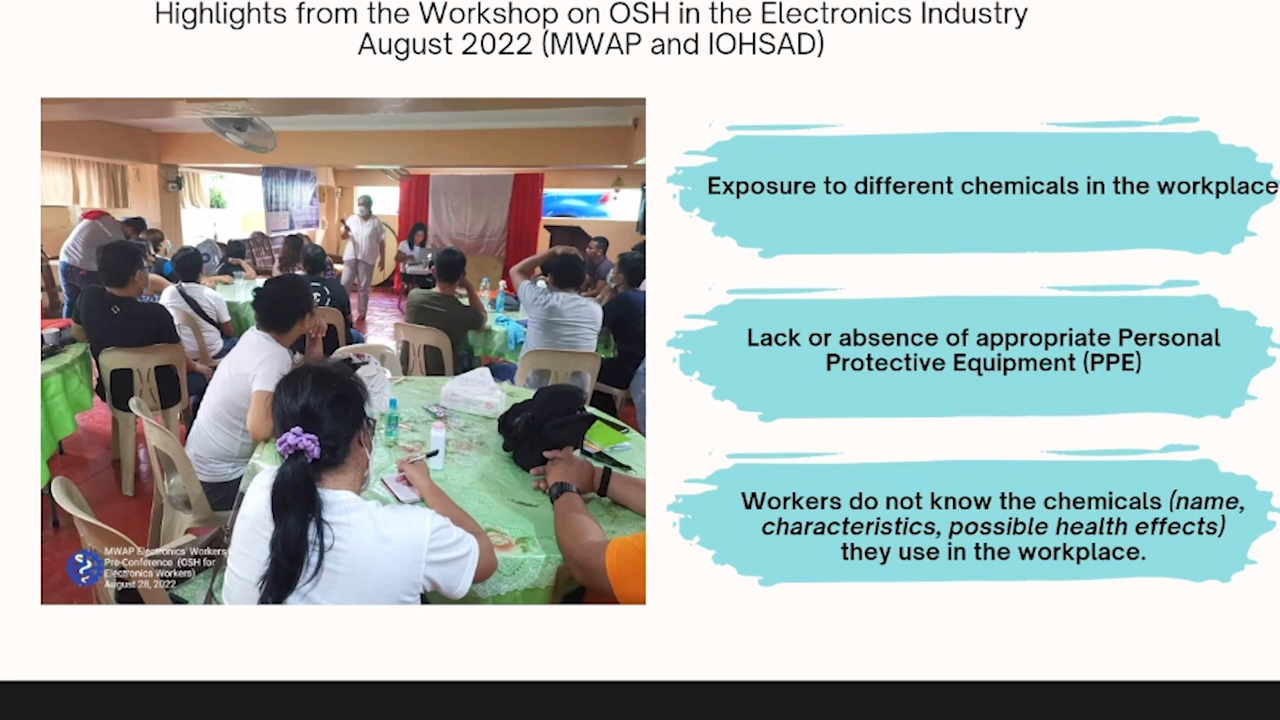 Highlights from the Workshop on OSH in the Electronics Industry
August 2022 (MWAP and IOHSAD)
Exposure to different chemicals in the workplace
Lack or absence of appropriate Personal
Protective Equipment (PPE)
Workers do not know the chemicals (name,
characteristics, possible health effects)
they use in the workplace.
MWAP Electronics' Workers
Pre-Conference (OSH for
Electronics Workers)
August 28, 2022